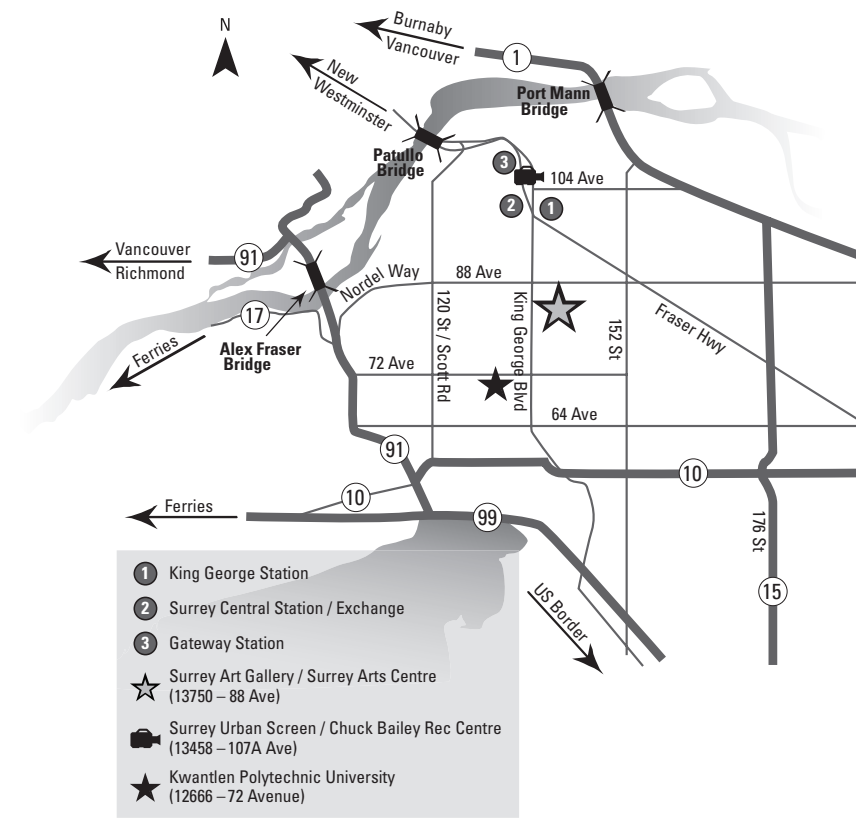 N
Burnaby
Vancouver
1
New
Westminster
Port Mann
Bridge
Patullo
Bridge
3
104 Ave
2
1
Vancouver
Richmond
91
Nordel Way
88 Ave
17
Ferries
Alex Fraser
Bridge
120 St / Scott Rd
King George Blvd
152 St
Fraser Hwy
72 Ave
64 Ave
91
10
10
Ferries
99
176 St
15
US Border
1 King George Station
2 Surrey Central Station / Exchange
3 Gateway Station
Surrey Art Gallery / Surrey Arts Centre
(13750 – 88 Ave)
Surrey Urban Screen / Chuck Bailey Rec Centre
(13458 – 107A Ave)
Kwantlen Polytechnic University
(12666 – 72 Avenue)